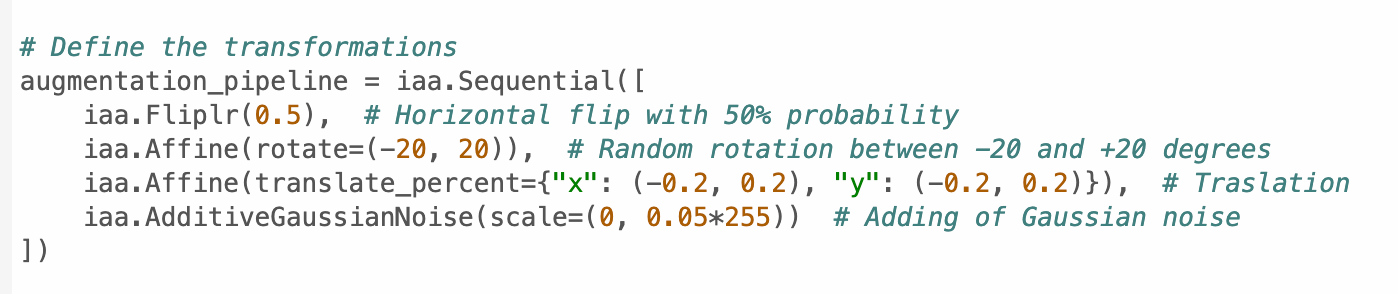 # Define the transformations
augmentation_pipeline = iaa.Sequential([
    iaa.Fliplr(0.5),  # Horizontal flip with 50% probability
    iaa.Affine(rotate=(-20, 20)),  # Random rotation between -20 and +20 degrees
    iaa.Affine(translate_percent={"x": (-0.2, 0.2), "y": (-0.2, 0.2)}),  # Traslation
    iaa.AdditiveGaussianNoise(scale=(0, 0.05*255))  # Adding of Gaussian noise
])